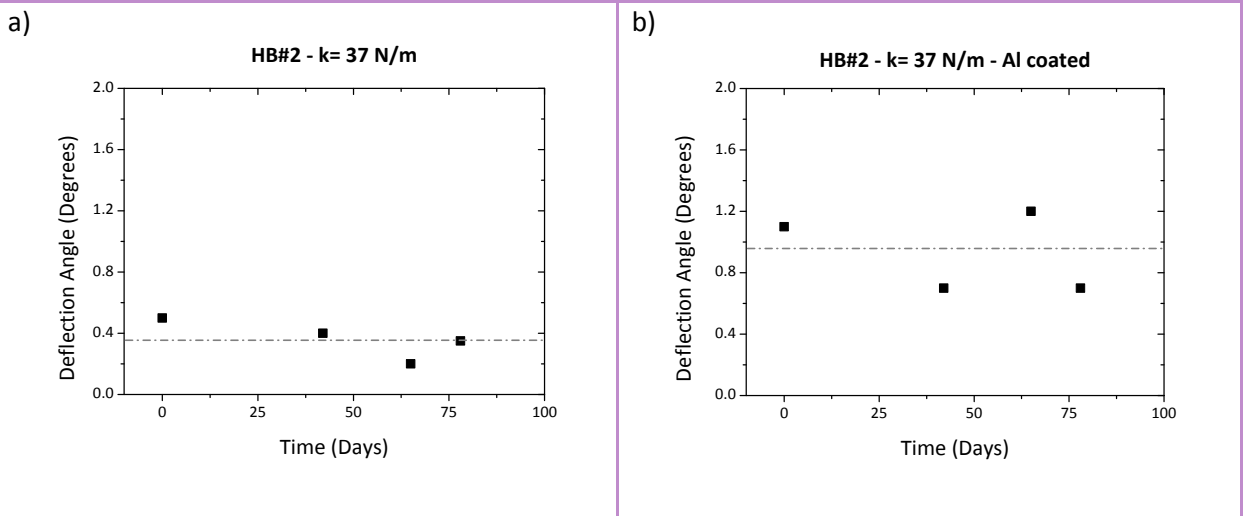 a)
HB#2 - k= 37 N/m
2.0
1.6
1.2
0.8
0.4
0.0
Deflection Angle (Degrees)
0 25 50 75 100
Time (Days)
b)
HB#2 - k= 37 N/m - Al coated
2.0
1.6
1.2
0.8
0.4
0.0
Deflection Angle (Degrees)
0 25 50 75 100
Time (Days)